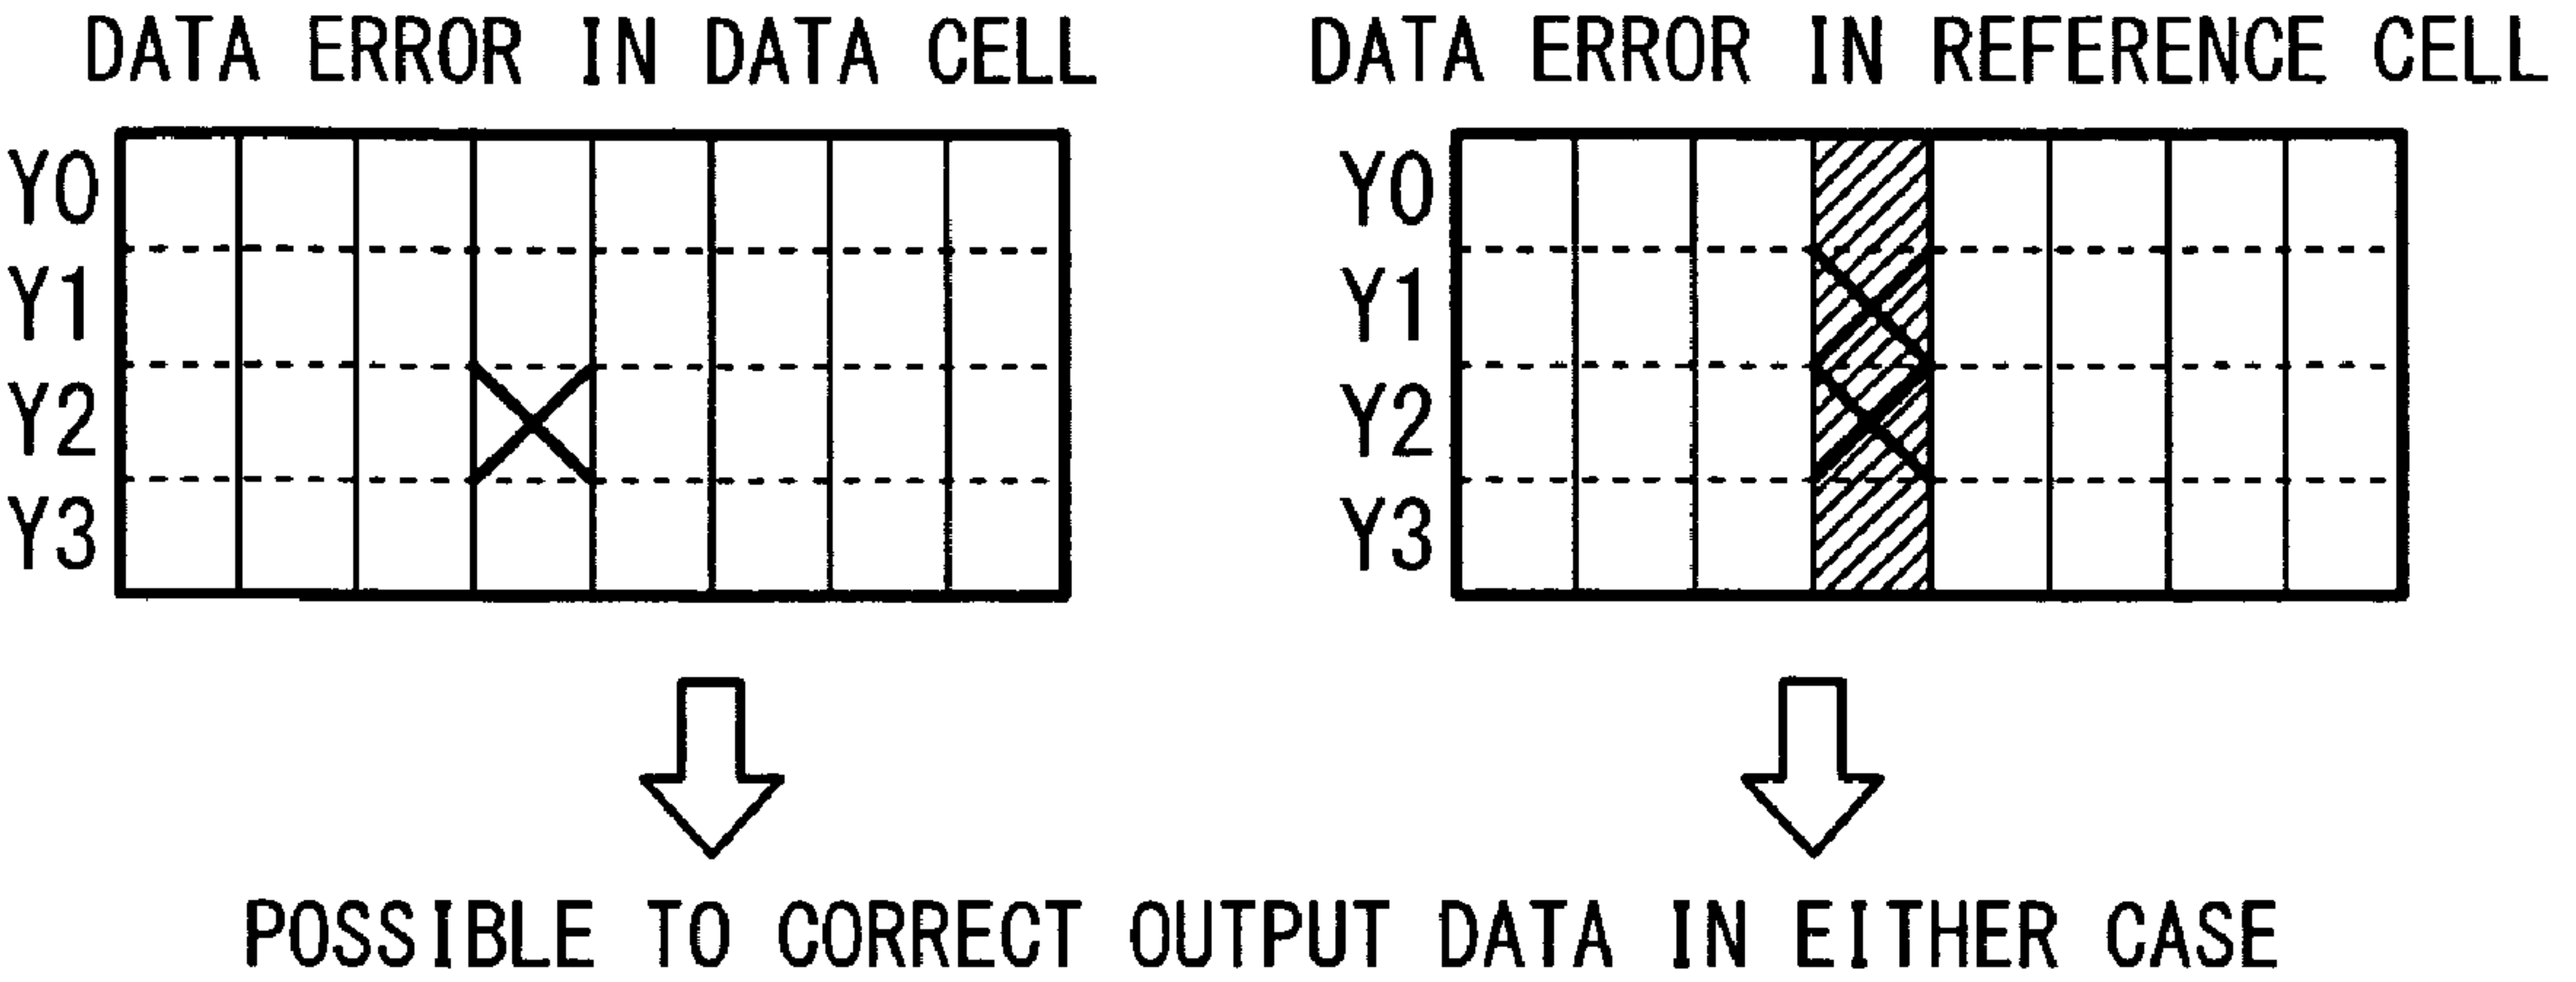 DATA ERROR IN DATA CELL
Y0
Y1
Y2
Y3
DATA ERROR IN REFERENCE CELL
Y0
Y1
Y2
Y3
POSSIBLE TO CORRECT OUTPUT DATA IN EITHER CASE